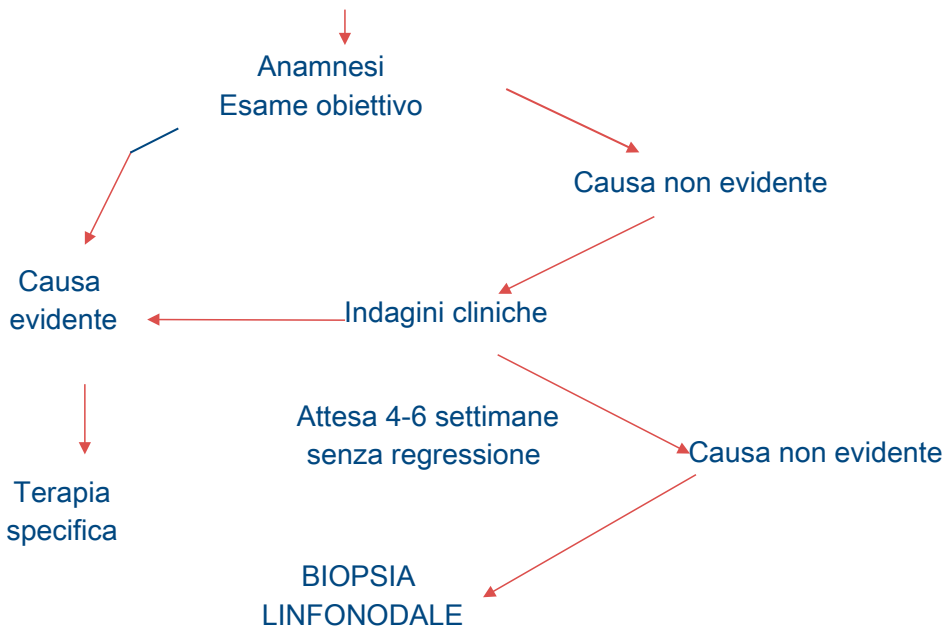 Anamnesi
Esame obiettivo
Causa non evidente
Causa
evidente
Indagini cliniche
Attesa 4-6 settimane
senza regressione
Causa non evidente
Terapia
specifica
BIOPSIA
LINFONODALE